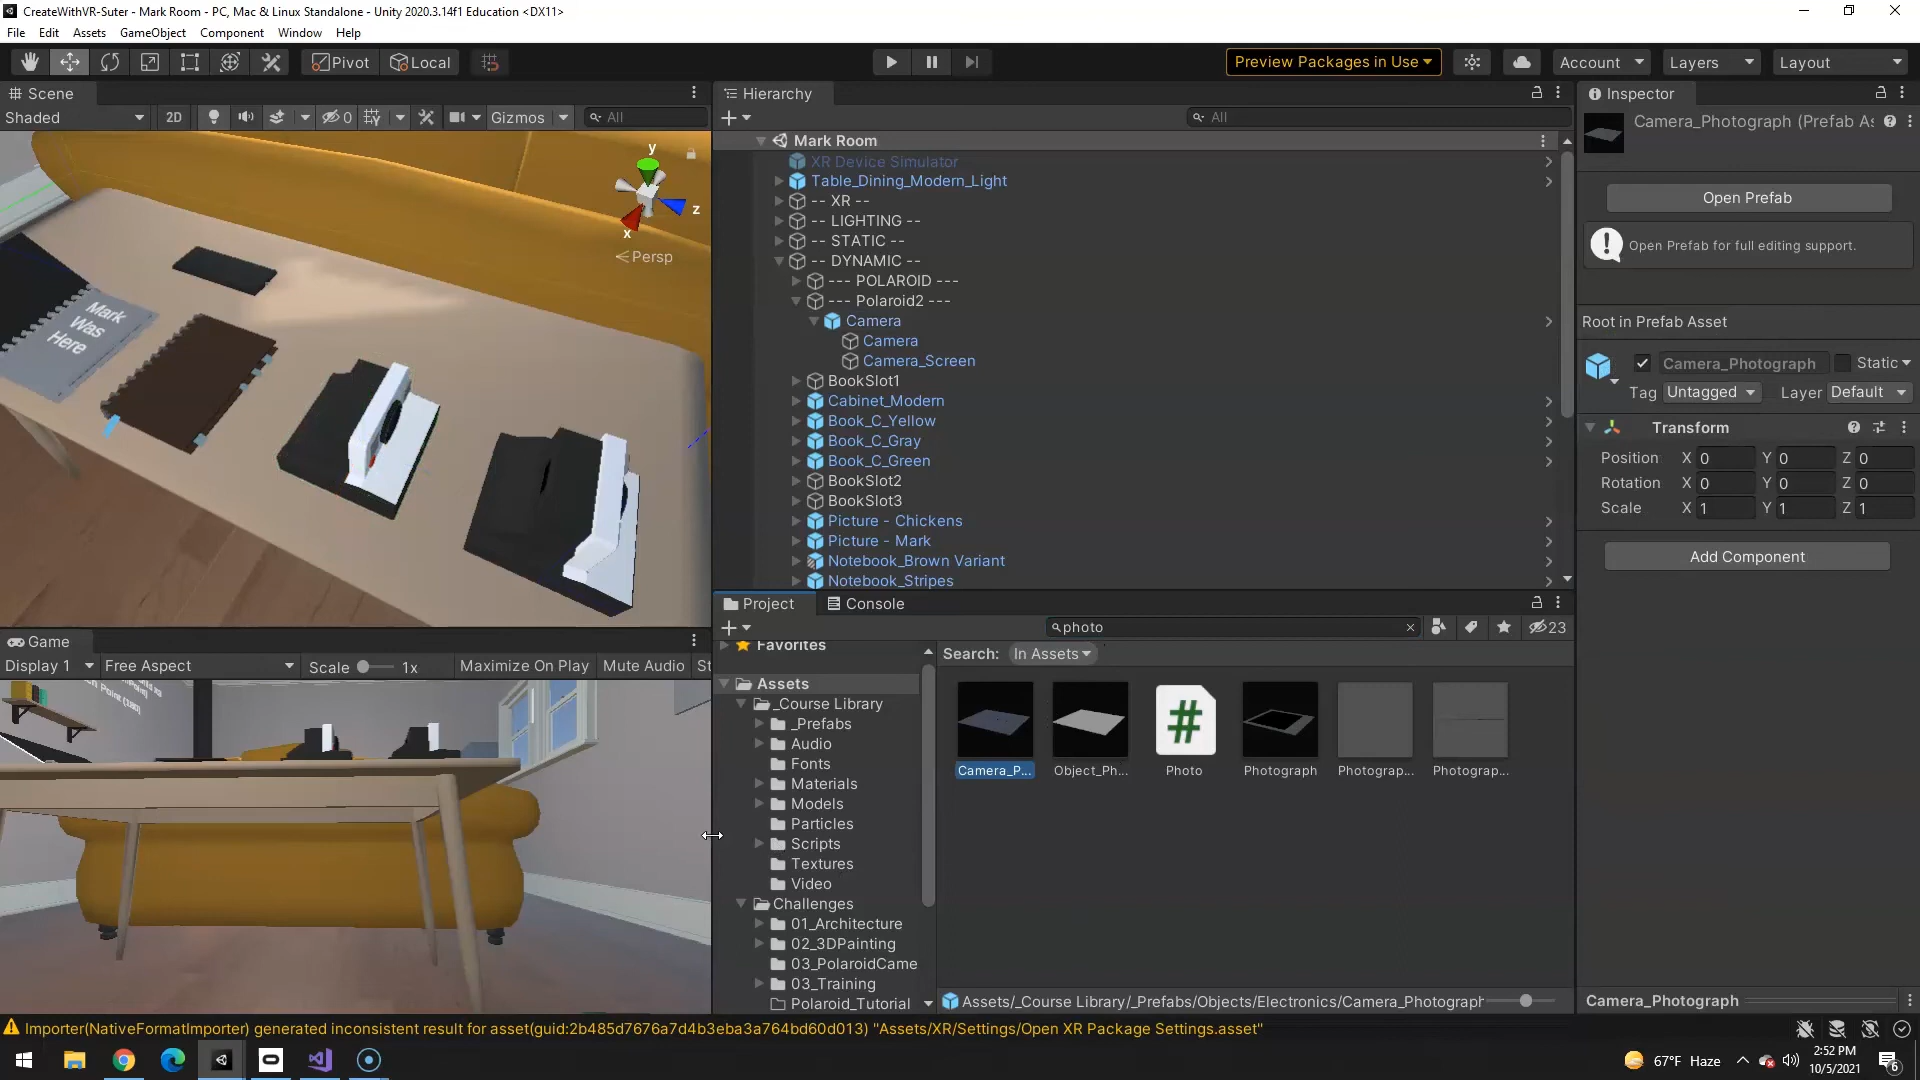 CreateWithVR-Suter - Mark Room - PC, Mac & Linux Standalone - Unity 2020.3.14f1 Education <DX11>
File Edit Assets GameObject Component Window Help
Pivot Local Preview Packages in Use Account Layers Layout
Scene
Shaded 2D 0 Gizmos All
y
z
x
Persp
Mark
Was
Here
Game
Display 1 Free Aspect Scale 1x Maximize On Play Mute Audio St
Hierarchy
All
Mark Room
XR Device Simulator
Table_Dining_Modern_Light
-- XR --
-- LIGHTING --
-- STATIC --
-- DYNAMIC --
--- POLAROID ---
--- Polaroid2 ---
Camera
Camera
Camera_Screen
BookSlot1
Cabinet_Modern
Book_C_Yellow
Book_C_Gray
Book_C_Green
BookSlot2
BookSlot3
Picture - Chickens
Picture - Mark
Notebook_Brown Variant
Notebook_Stripes
Project Console
photo 23
Favorites
Assets
_Course Library
_Prefabs
Audio
Fonts
Materials
Models
Particles
Scripts
Textures
Video
Challenges
01_Architecture
02_3DPainting
03_PolaroidCame
03_Training
Polaroid_Tutorial
Search: In Assets
#
Camera_P... Object_Ph... Photo Photograph Photograp... Photograp...
Assets/_Course Library/_Prefabs/Objects/Electronics/Camera_Photograph
Inspector
Camera_Photograph (Prefab As
Open Prefab
Open Prefab for full editing support.
Root in Prefab Asset
Camera_Photograph Static
Tag Untagged Layer Default
Transform
Position X 0 Y 0 Z 0
Rotation X 0 Y 0 Z 0
Scale X 1 Y 1 Z 1
Add Component
Camera_Photograph
Importer(NativeFormatImporter) generated inconsistent result for asset(guid:2b485d7676a7d4b3eba3a764bd60d013) "Assets/XR/Settings/Open XR Package Settings.asset"
67°F Haze
2:52 PM
10/5/2021
6